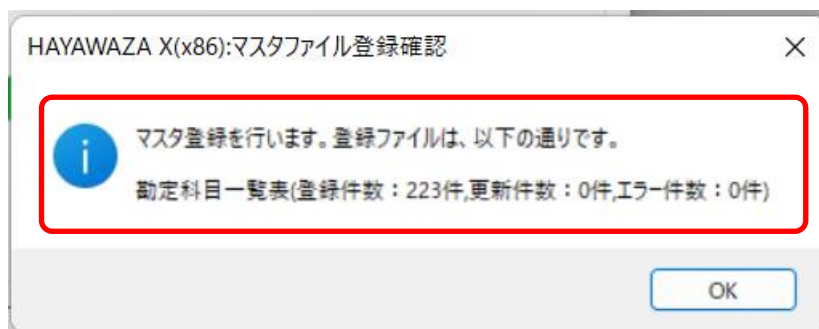 HAYAWAZA X(x86):マスタファイル登録確認
マスタ登録を行います。登録ファイルは、以下の通りです。
勘定科目一覧表(登録件数：223件,更新件数：0件,エラー件数：0件)
OK